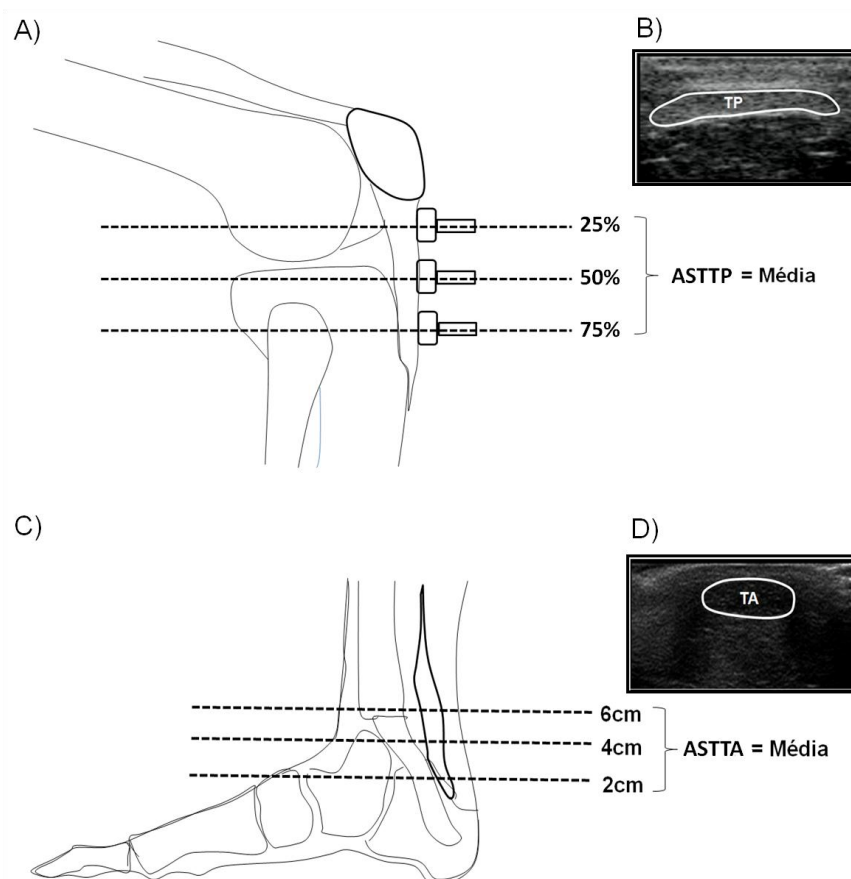 A)
B)
TP
25%
50%
ASTTP = Média
75%
C)
D)
TA
6cm
4cm
ASTTA = Média
2cm